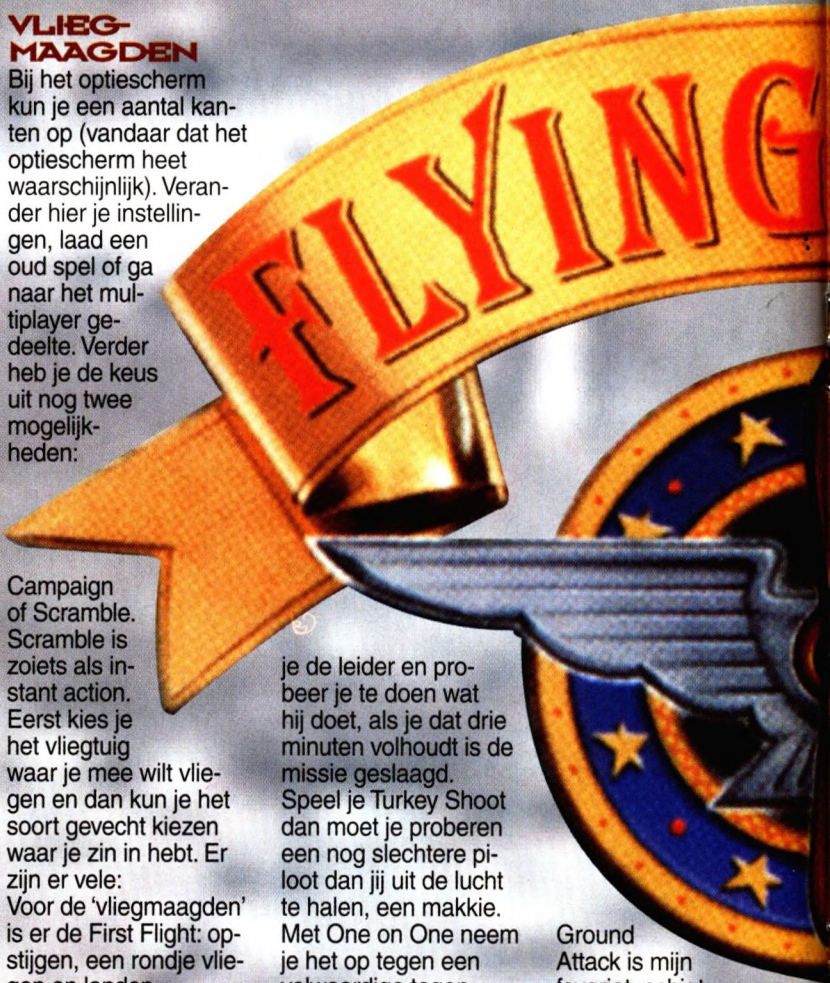 VLIEG-
MAAGDEN
Bij het optiescherm
kun je een aantal kan-
ten op (vandaar dat het
optiescherm heet
waarschijnlijk). Veran-
der hier je instellin-
gen, laad een
oud spel of ga
naar het mul-
tiplayer ge-
deelte. Verder
heb je de keus
uit nog twee
mogelijk-
heden:
Campaign
of Scramble.
Scramble is
zoiets als in-
stant action.
Eerst kies je
het vliegtuig
waar je mee wilt vlie-
gen en dan kun je het
soort gevecht kiezen
waar je zin in hebt. Er
zijn er vele:
Voor de ‘vliegmaagden’
is er de First Flight: op-
stijgen, een rondje vlie-
gen en landen
je de leider en pro-
beer je te doen wat
hij doet, als je dat drie
minuten volhoudt is de
missie geslaagd.
Speel je Turkey Shoot
dan moet je proberen
een nog slechtere pi-
loot dan jij uit de lucht
te halen, een makkie.
Met One on One neem
je het op tegen een
Ground
Attack is mijn
FLYING